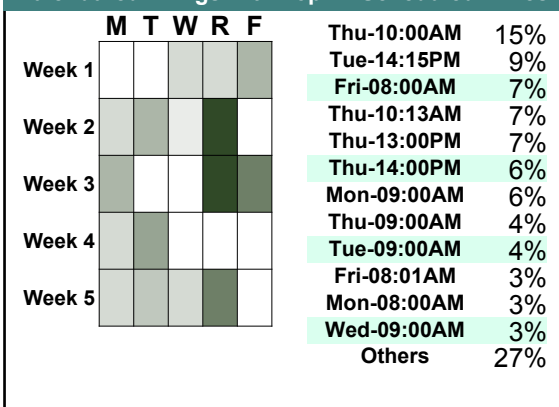 M T W R F
Week 1
Week 2
Week 3
Week 4
Week 5
Thu-10:00AM 15%
Tue-14:15PM 9%
Fri-08:00AM 7%
Thu-10:13AM 7%
Thu-13:00PM 7%
Thu-14:00PM 6%
Mon-09:00AM 6%
Thu-09:00AM 4%
Tue-09:00AM 4%
Fri-08:01AM 3%
Mon-08:00AM 3%
Wed-09:00AM 3%
Others 27%